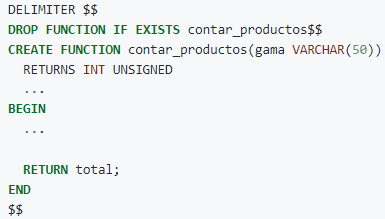 DELIMITER $$
DROP FUNCTION IF EXISTS contar_productos$$
CREATE FUNCTION contar_productos(gama VARCHAR(50))
  RETURNS INT UNSIGNED
  ...
BEGIN
  ...

  RETURN total;
END
$$